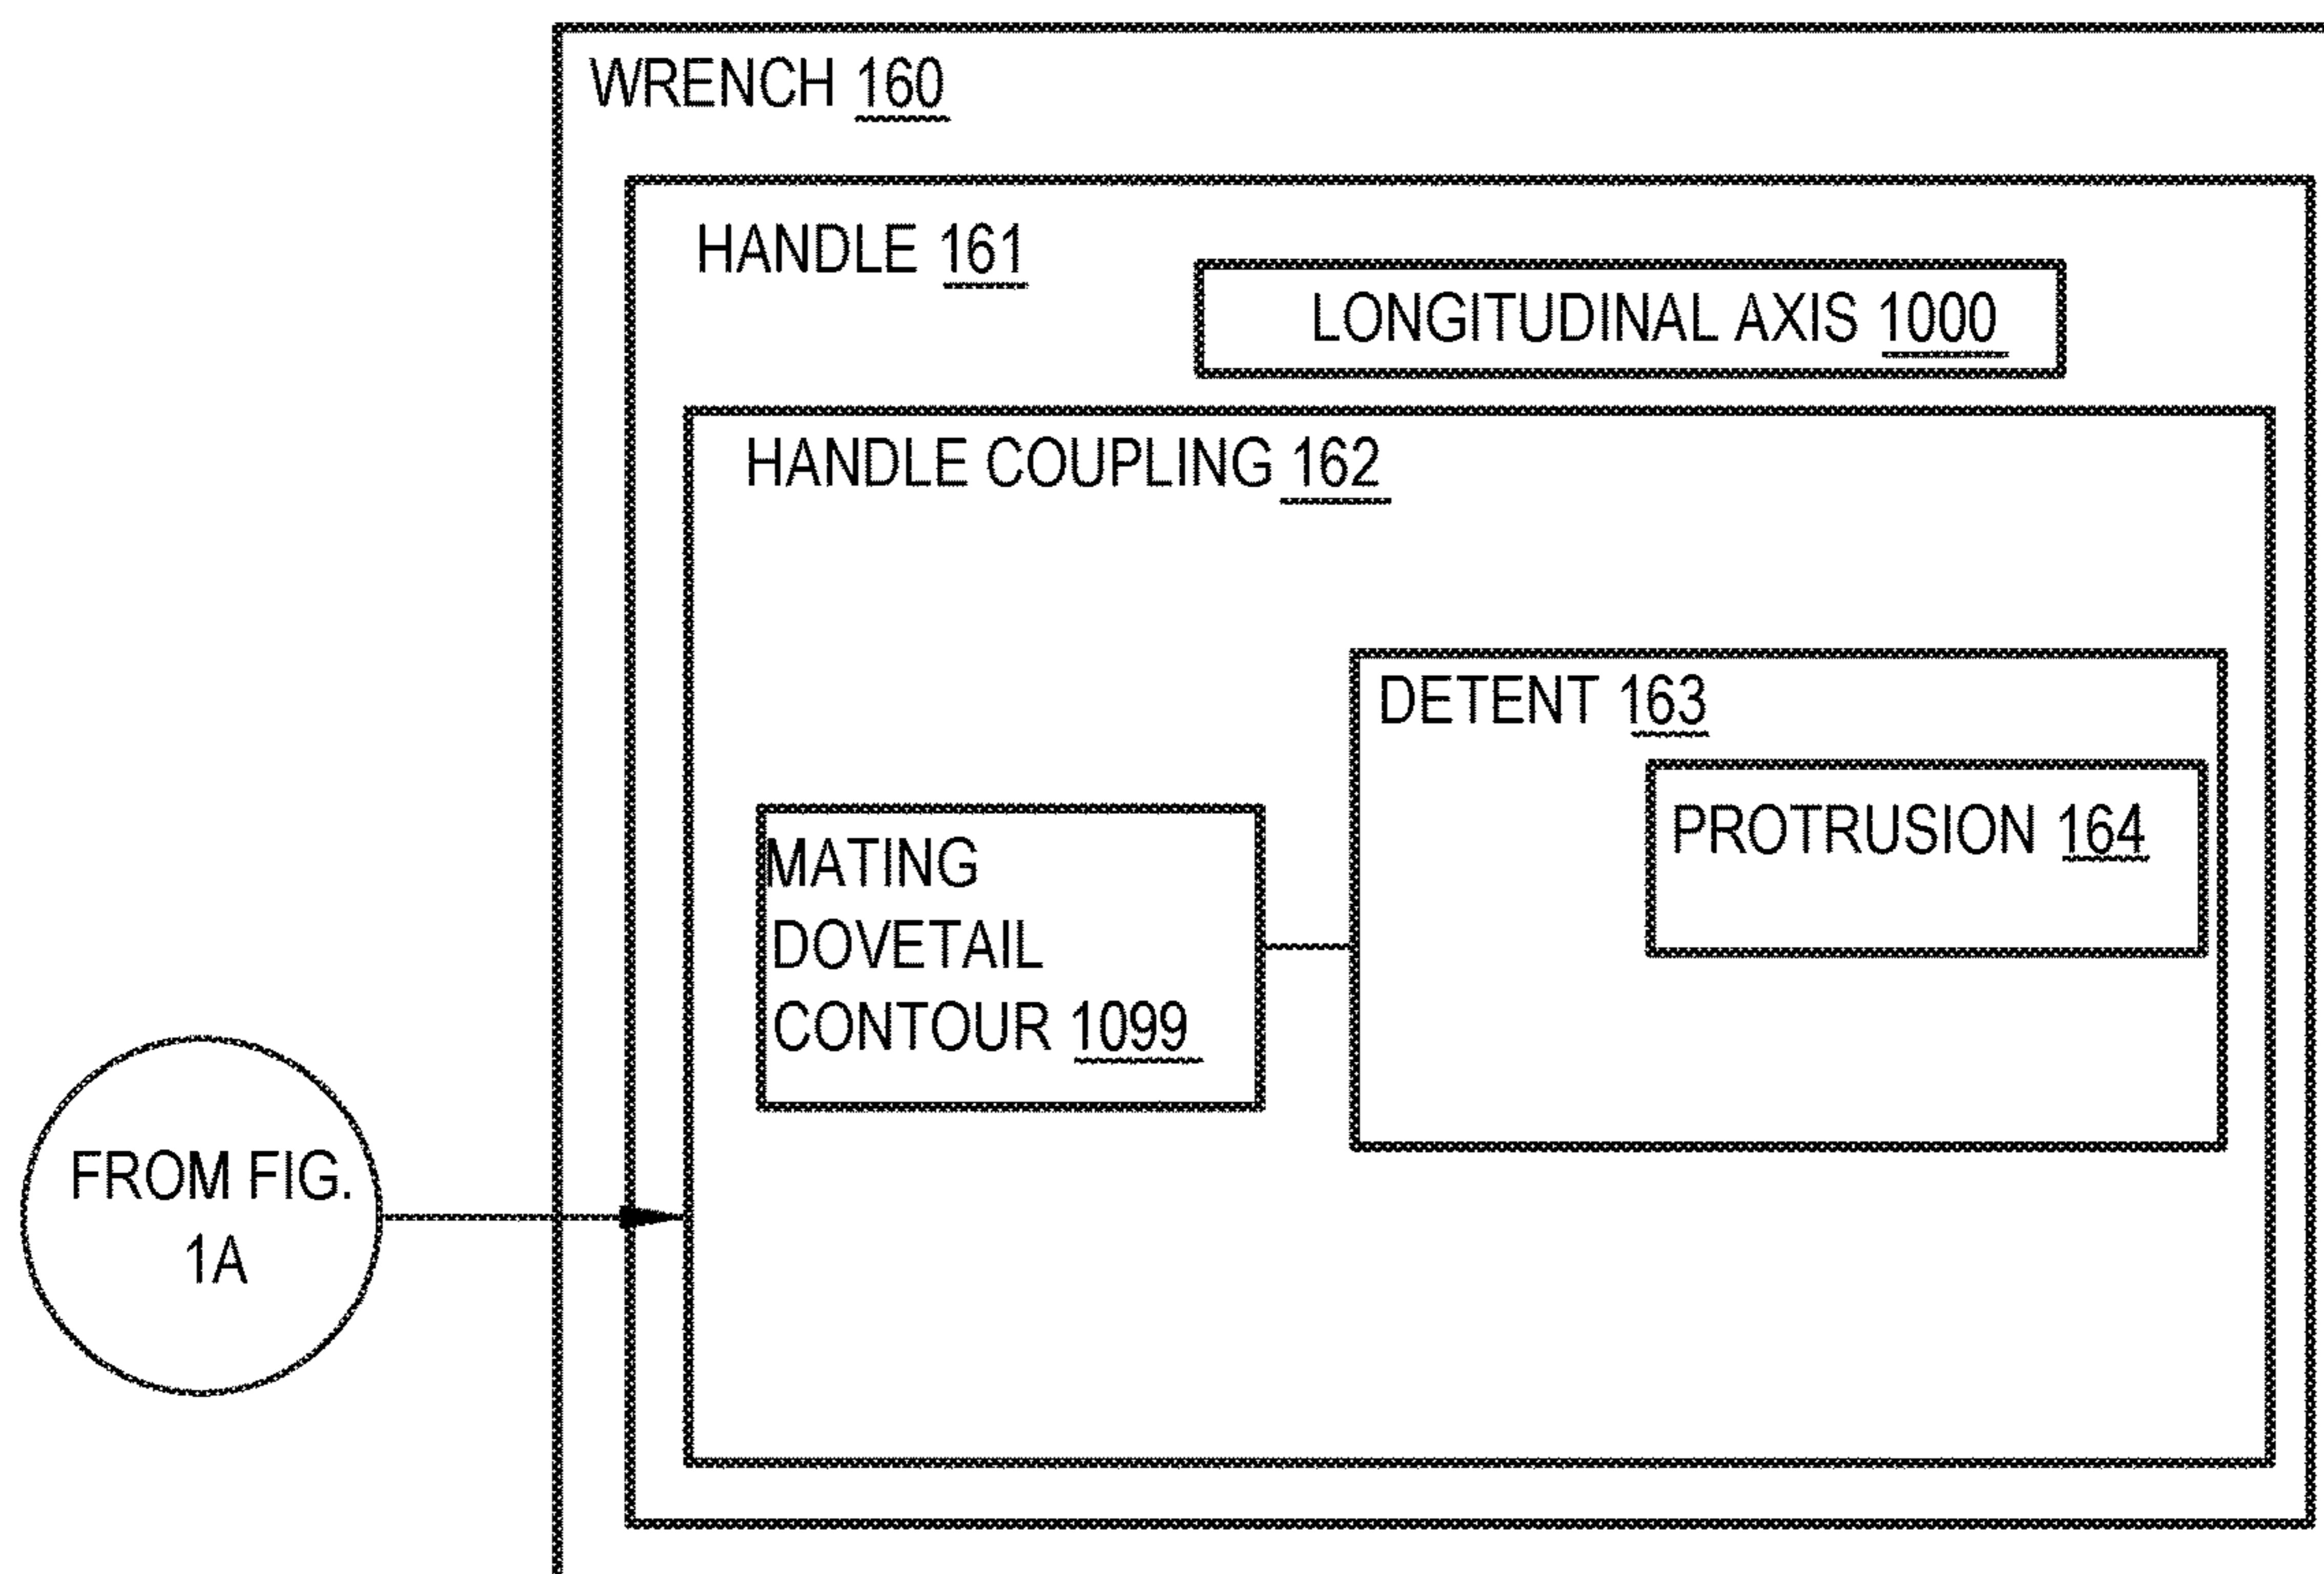 WRENCH 160
HANDLE 161
LONGITUDINAL AXIS 1000
HANDLE COUPLING 162
DETENT 163
PROTRUSION 164
MATING
DOVETAIL
CONTOUR 1099
FROM FIG.
1A